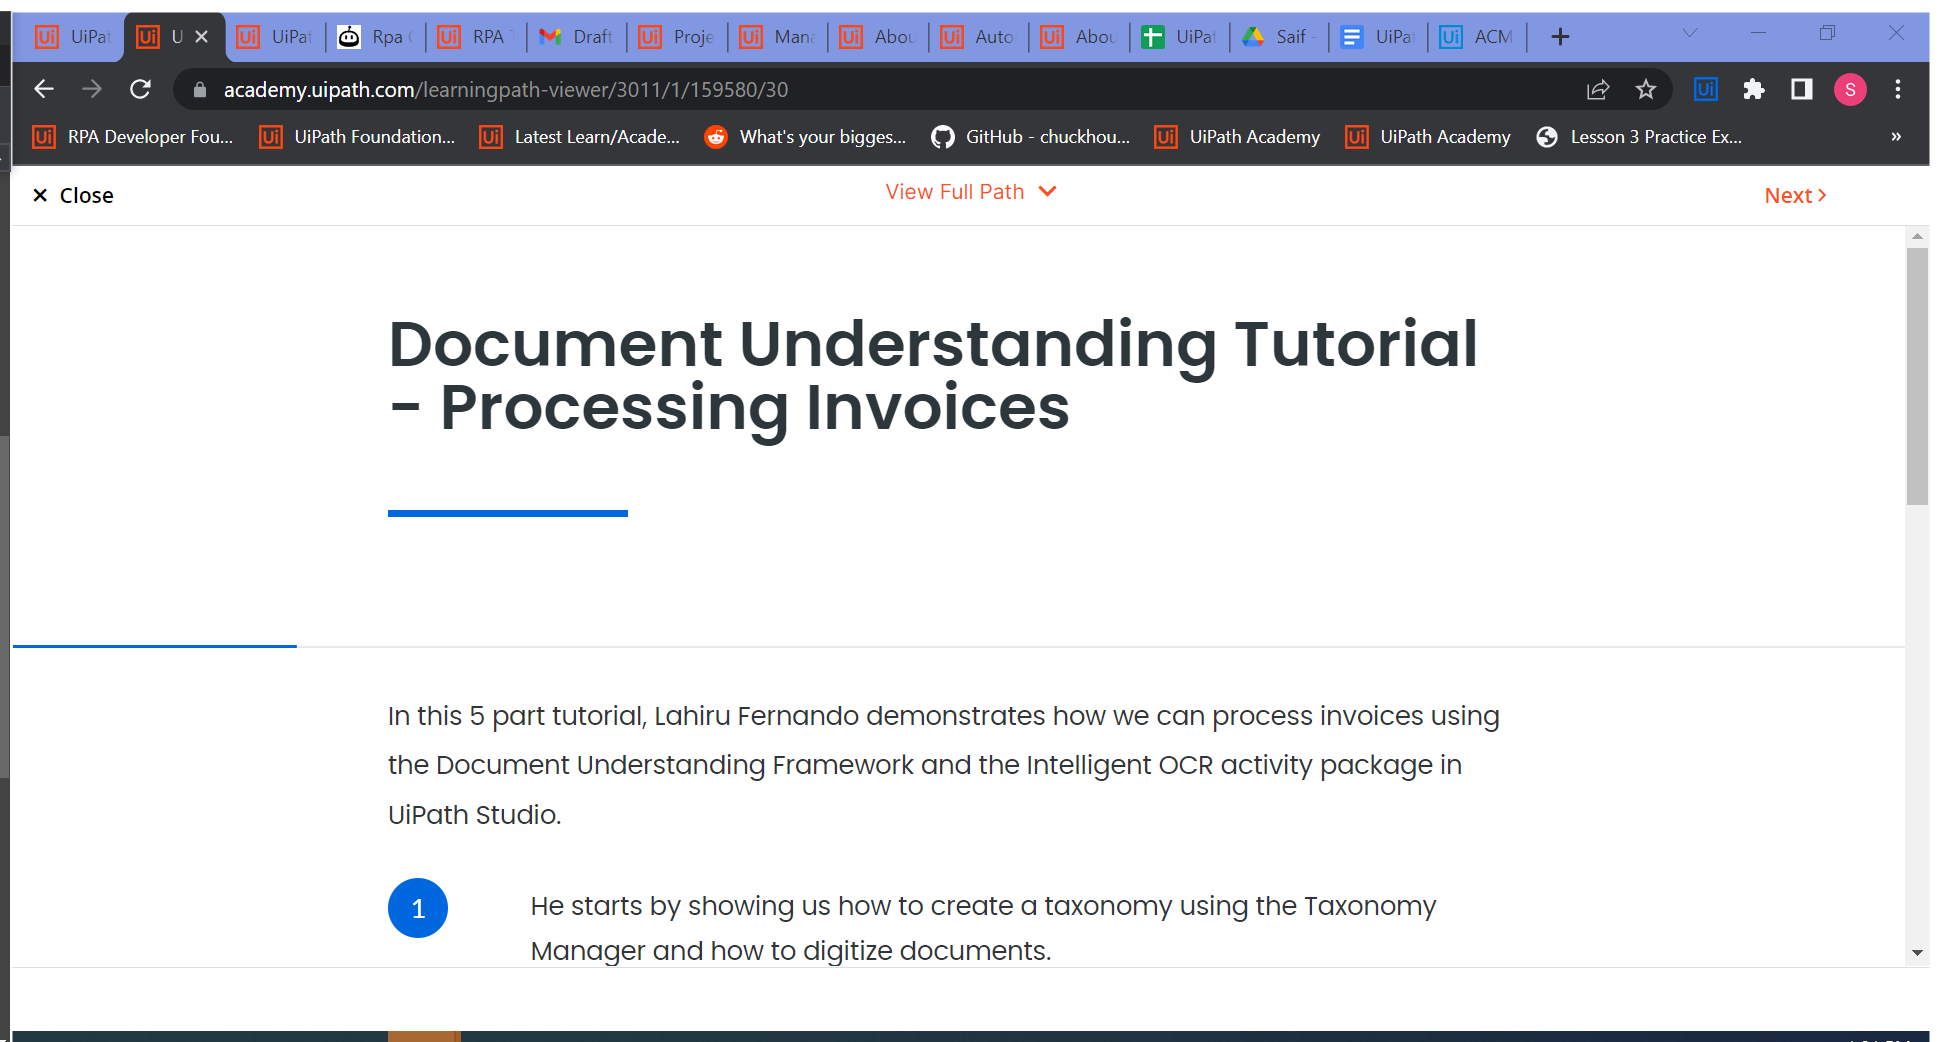 UiPat U UiPat Rpa RPA Draft Proje Mana Abou Auto Abou UiPat Saif - UiPat ACM
academy.uipath.com/learningpath-viewer/3011/1/159580/30
S
RPA Developer Fou... UiPath Foundation... Latest Learn/Acade... What's your bigges... GitHub - chuckhou... UiPath Academy UiPath Academy Lesson 3 Practice Ex... »
Close View Full Path Next
Document Understanding Tutorial
- Processing Invoices
In this 5 part tutorial, Lahiru Fernando demonstrates how we can process invoices using
the Document Understanding Framework and the Intelligent OCR activity package in
UiPath Studio.
1 He starts by showing us how to create a taxonomy using the Taxonomy
Manager and how to digitize documents.